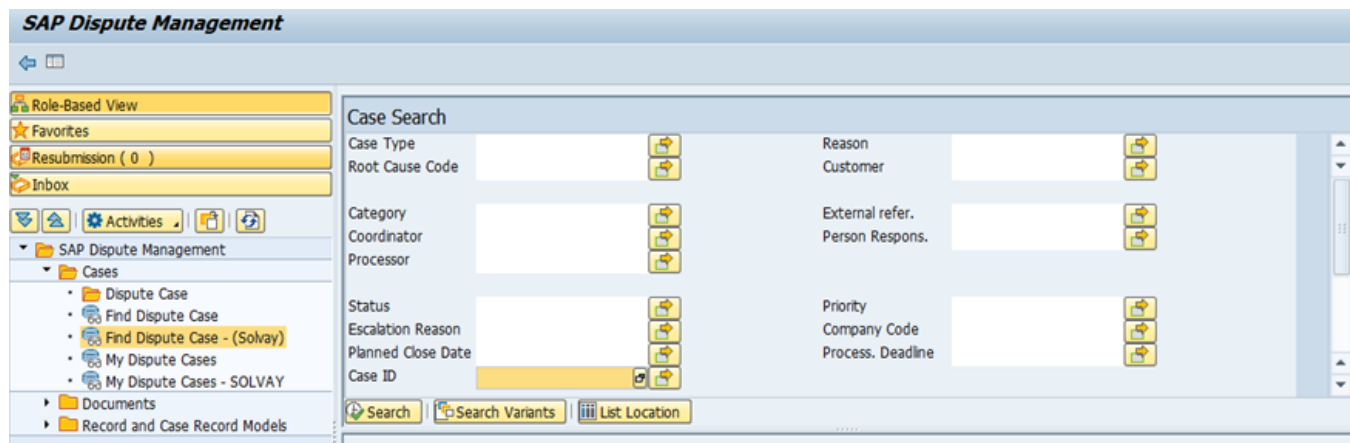 SAP Dispute Management
Role-Based View
Favorites
Resubmission ( 0 )
Inbox
Activities
SAP Dispute Management
Cases
Dispute Case
Find Dispute Case
Find Dispute Case - (Solvay)
My Dispute Cases
My Dispute Cases - SOLVAY
Documents
Record and Case Record Models
Case Search
Case Type Reason
Root Cause Code Customer
Category External refer.
Coordinator Person Respons.
Processor
Status Priority
Escalation Reason Company Code
Planned Close Date Process. Deadline
Case ID
Search Search Variants List Location